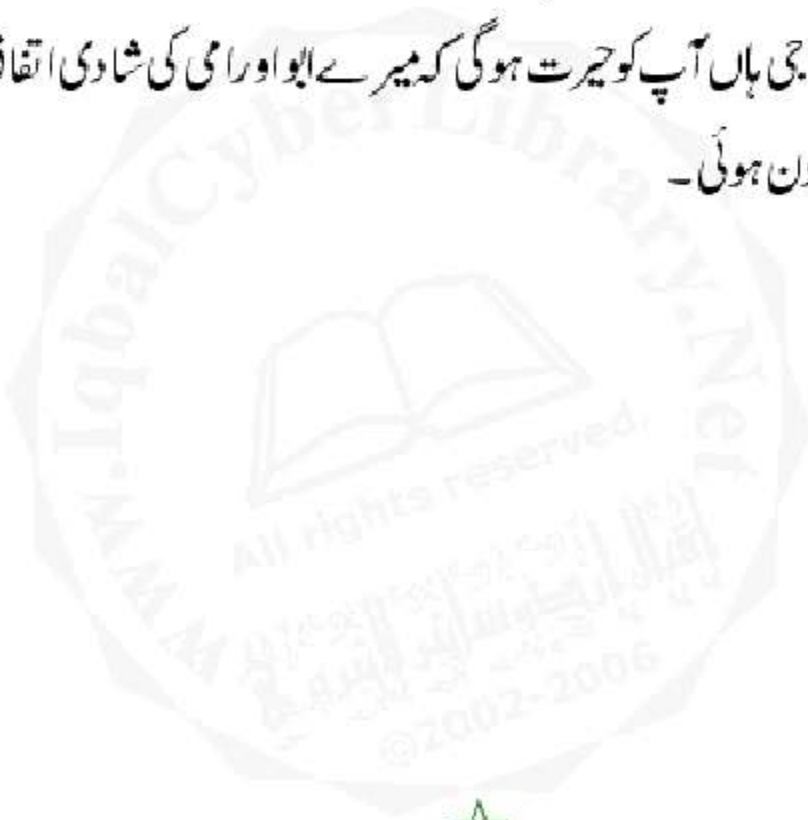 جی ہاں آپ کو حیرت ہوگی کہ میرے ابو اور امی کی شادی
ہوئی۔
www.IqbalCyberLibrary.Net
All rights reserved.
©2002-2006